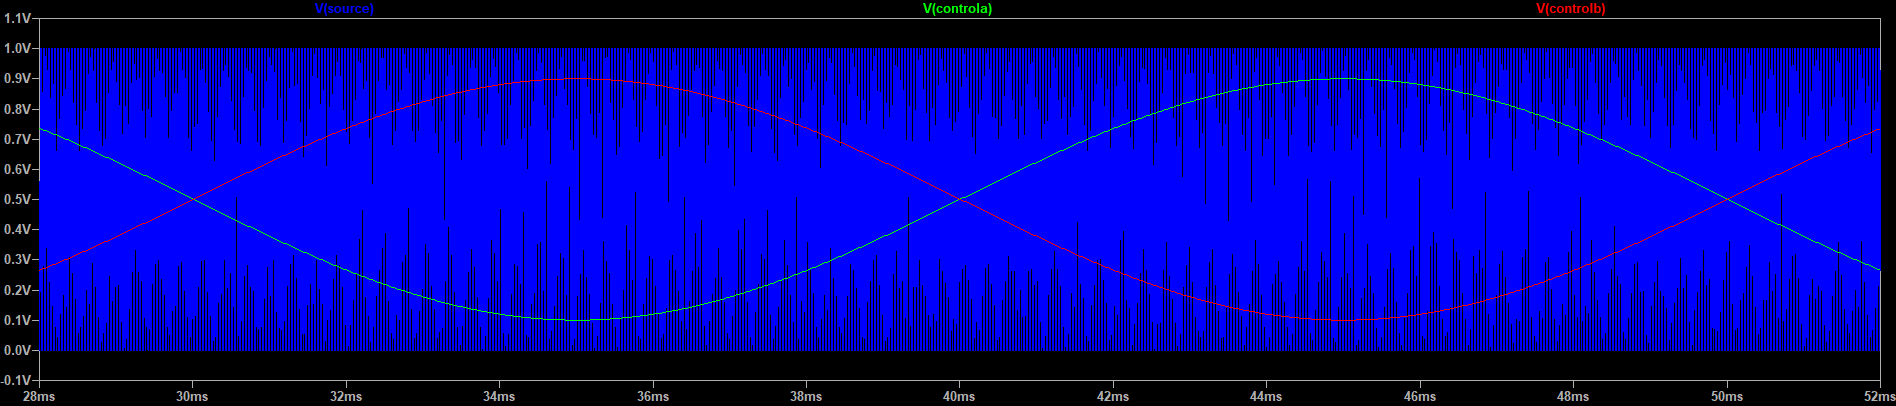 V(source) V(controla) V(controlb)
1.1V
1.0V
0.9V
0.8V
0.7V
0.6V
0.5V
0.4V
0.3V
0.2V
0.1V
0.0V
-0.1V
28ms 30ms 32ms 34ms 36ms 38ms 40ms 42ms 44ms 46ms 48ms 50ms 52ms